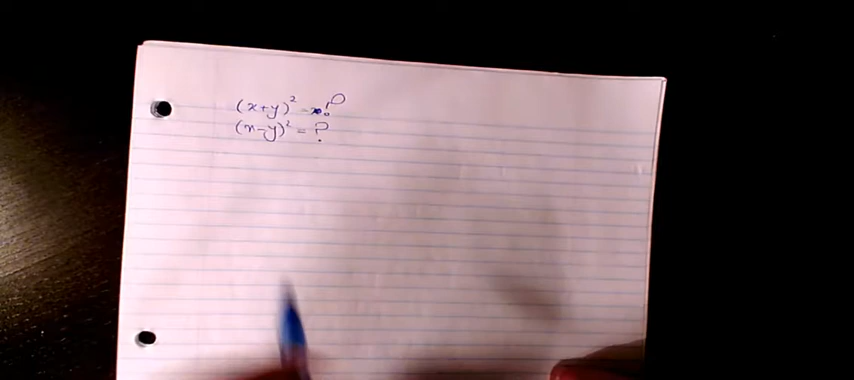 (x+y)² = ?
(x-y)² = ?